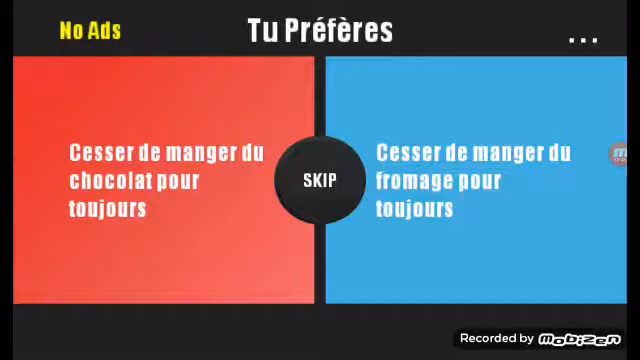 No Ads
Tu Préfères
...
Cesser de manger du
chocolat pour
toujours
SKIP
Cesser de manger du
fromage pour
toujours
Recorded by MOBIZEN